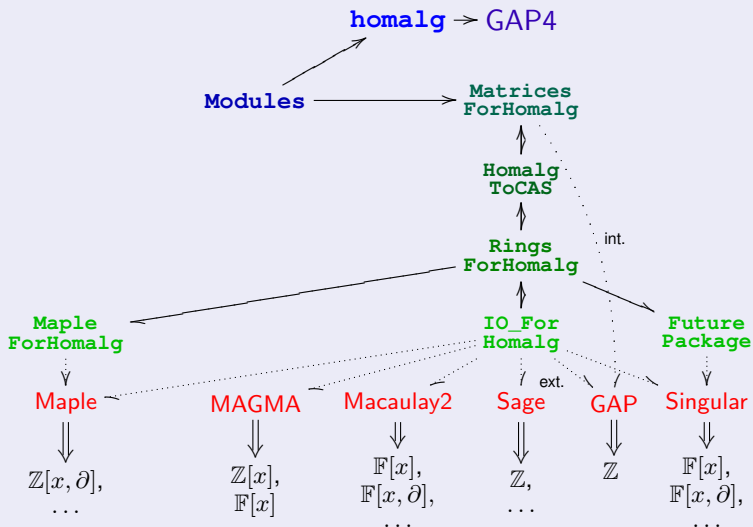 homalg GAP4
Modules
Matrices
ForHomalg
Homalg
ToCAS
int.
Rings
ForHomalg
Maple
ForHomalg
IO_For
Homalg
Future
Package
ext.
Maple MAGMA Macaulay2 Sage GAP Singular
ℤ[x, ∂],
...
ℤ[x],
𝔽[x]
𝔽[x],
𝔽[x, ∂],
...
ℤ,
...
ℤ
𝔽[x],
𝔽[x, ∂],
...